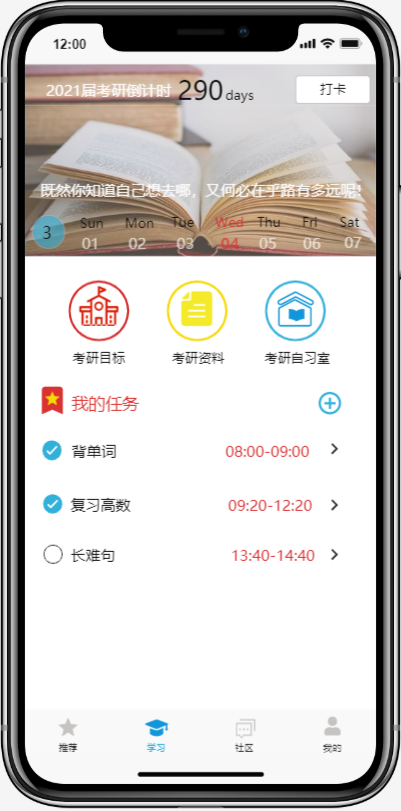 12:00
2021届考研倒计时 290 days 打卡
既然你知道自己想去哪，又何必在乎路有多远呢!
3 Sun Mon Tue Wed Thu Fri Sat
01 02 03 04 05 06 07
考研目标 考研资料 考研自习室
我的任务
背单词 08:00-09:00
复习高数 09:20-12:20
长难句 13:40-14:40
推荐 学习 社区 我的